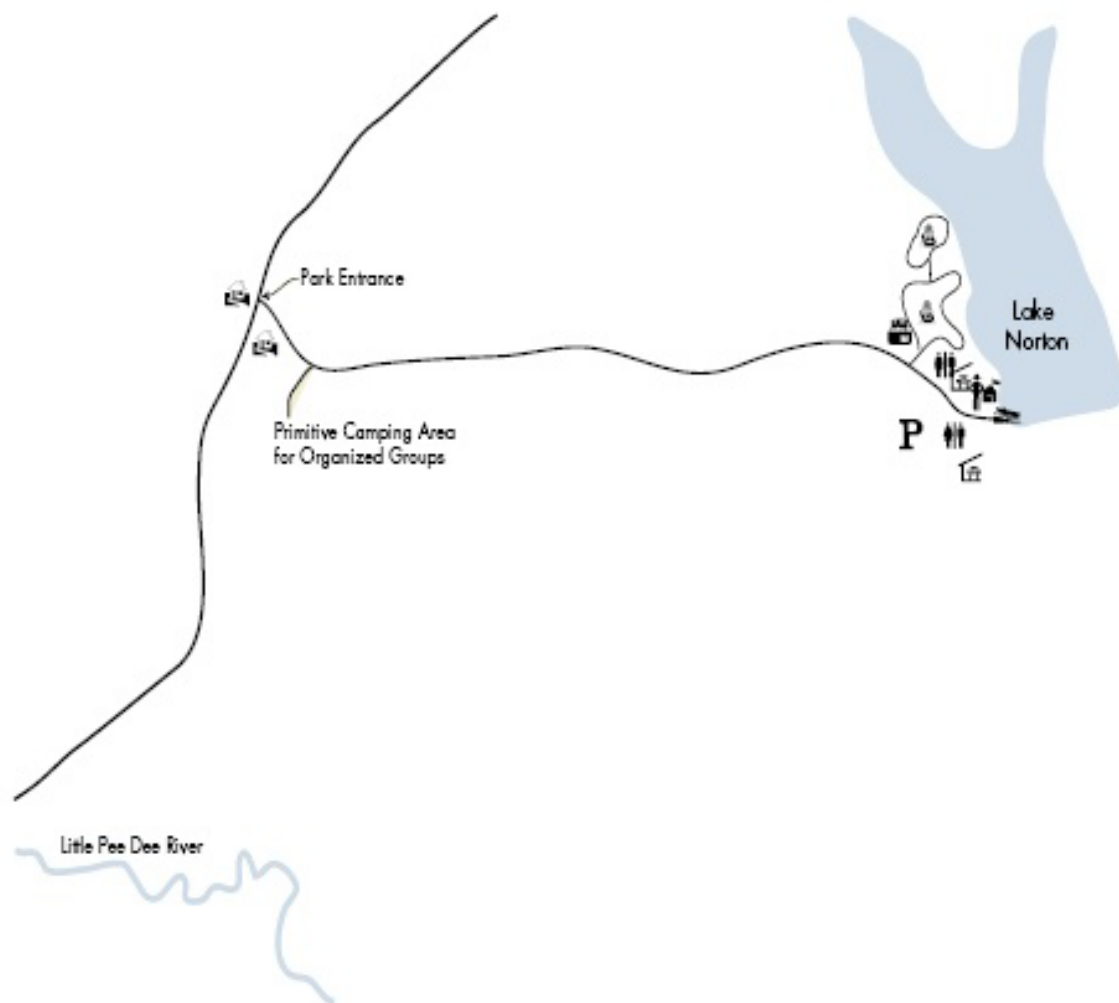 Park Entrance
Lake
Norton
Primitive Camping Area
for Organized Groups
P
Little Pee Dee River